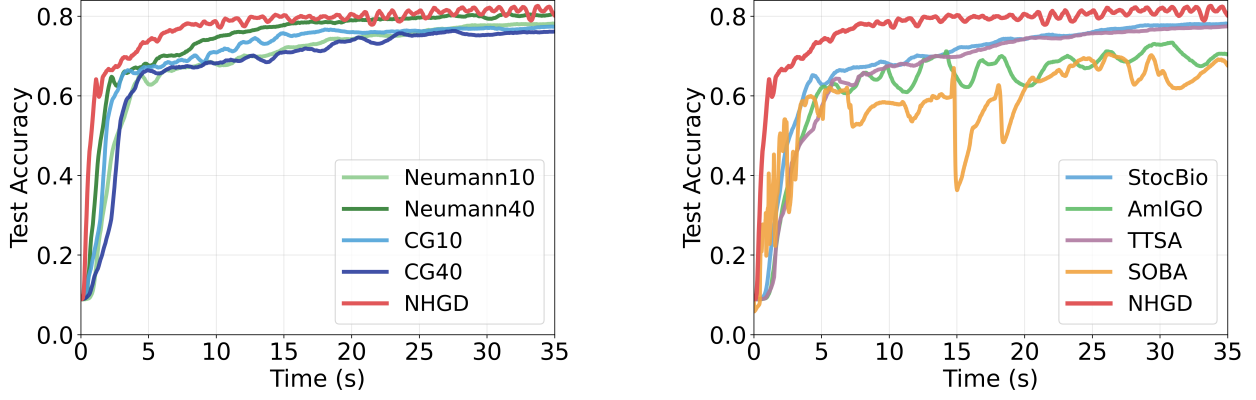 Test Accuracy
0.8
0.6
0.4
0.2
0.0
0 5 10 15 20 25 30 35
Time (s)
Neumann10
Neumann40
CG10
CG40
NHGD
Test Accuracy
0.8
0.6
0.4
0.2
0.0
0 5 10 15 20 25 30 35
Time (s)
StocBio
AmIGO
TTSA
SOBA
NHGD